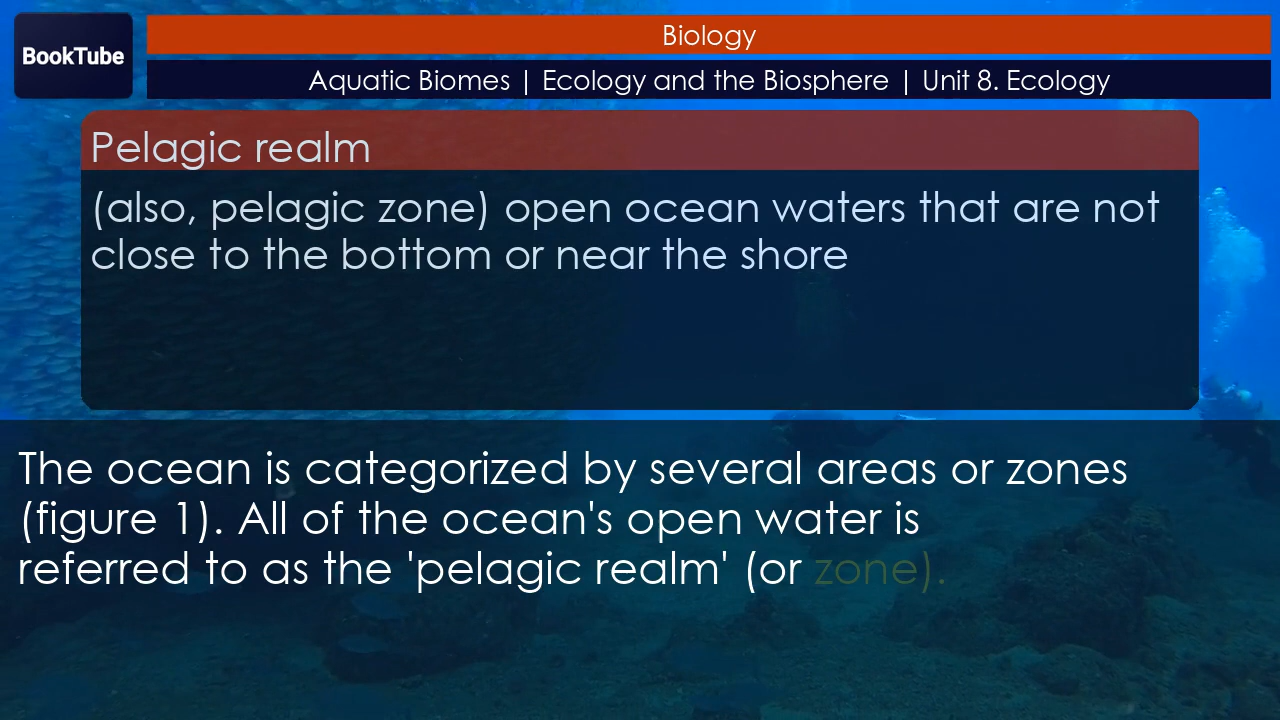 BookTube
Biology
Aquatic Biomes | Ecology and the Biosphere | Unit 8. Ecology
Pelagic realm
(also, pelagic zone) open ocean waters that are not
close to the bottom or near the shore
The ocean is categorized by several areas or zones
(figure 1). All of the ocean's open water is
referred to as the 'pelagic realm' (or zone).